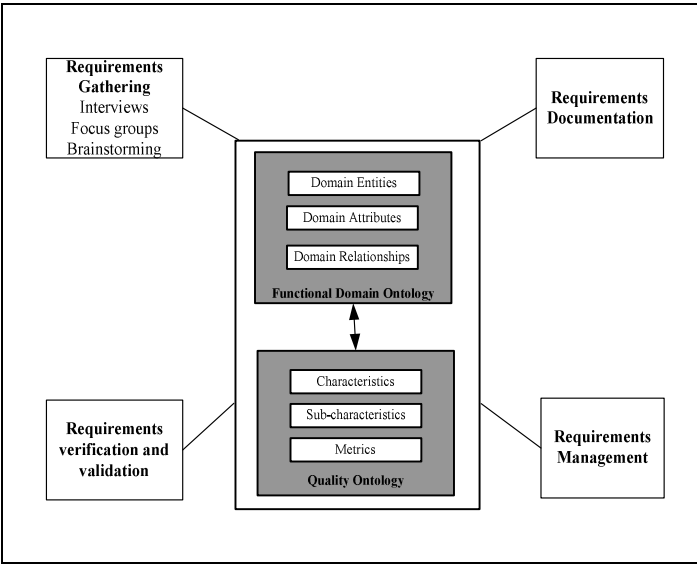 Requirements
Gathering
Interviews
Focus groups
Brainstorming
Requirements
Documentation
Domain Entities
Domain Attributes
Domain Relationships
Functional Domain Ontology
Characteristics
Sub-characteristics
Metrics
Quality Ontology
Requirements
verification and
validation
Requirements
Management